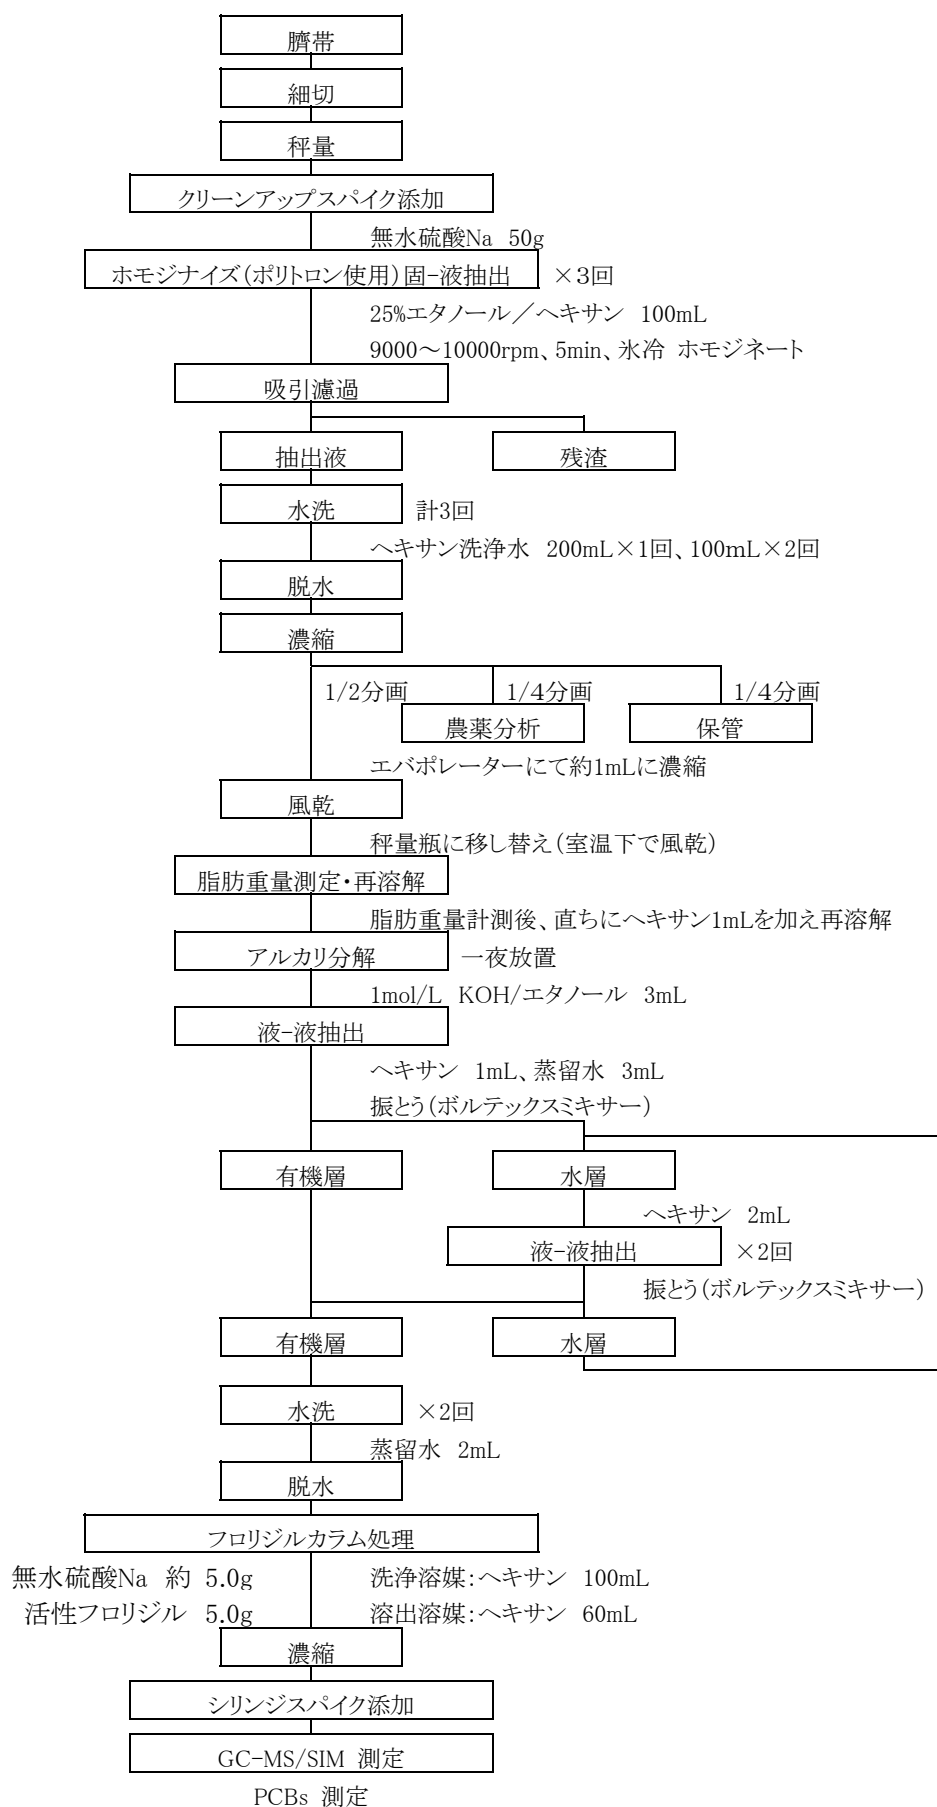 臍帯
細切
秤量
クリーンアップスパイク添加
無水硫酸Na 50g
ホモジナイズ(ポリトロン使用)固-液抽出 ×3回
25%エタノール/ヘキサン 100mL
9000~10000rpm、5min、氷冷 ホモジネート
吸引濾過
抽出液 残渣
水洗 計3回
ヘキサン洗浄水 200mL×1回、100mL×2回
脱水
濃縮
1/2分画 1/4分画 1/4分画
農薬分析 保管
エバポレーターにて約1mLに濃縮
風乾
秤量瓶に移し替え(室温下で風乾)
脂肪重量測定・再溶解
脂肪重量計測後、直ちにヘキサン1mLを加え再溶解
アルカリ分解 一夜放置
1mol/L KOH/エタノール 3mL
液-液抽出
ヘキサン 1mL、蒸留水 3mL
振とう(ボルテックスミキサー)
有機層 水層
ヘキサン 2mL
液-液抽出 ×2回
振とう(ボルテックスミキサー)
有機層 水層
水洗 ×2回
蒸留水 2mL
脱水
フロリジルカラム処理
無水硫酸Na 約 5.0g 洗浄溶媒:ヘキサン 100mL
活性フロリジル 5.0g 溶出溶媒:ヘキサン 60mL
濃縮
シリンジスパイク添加
GC-MS/SIM 測定
PCBs 測定